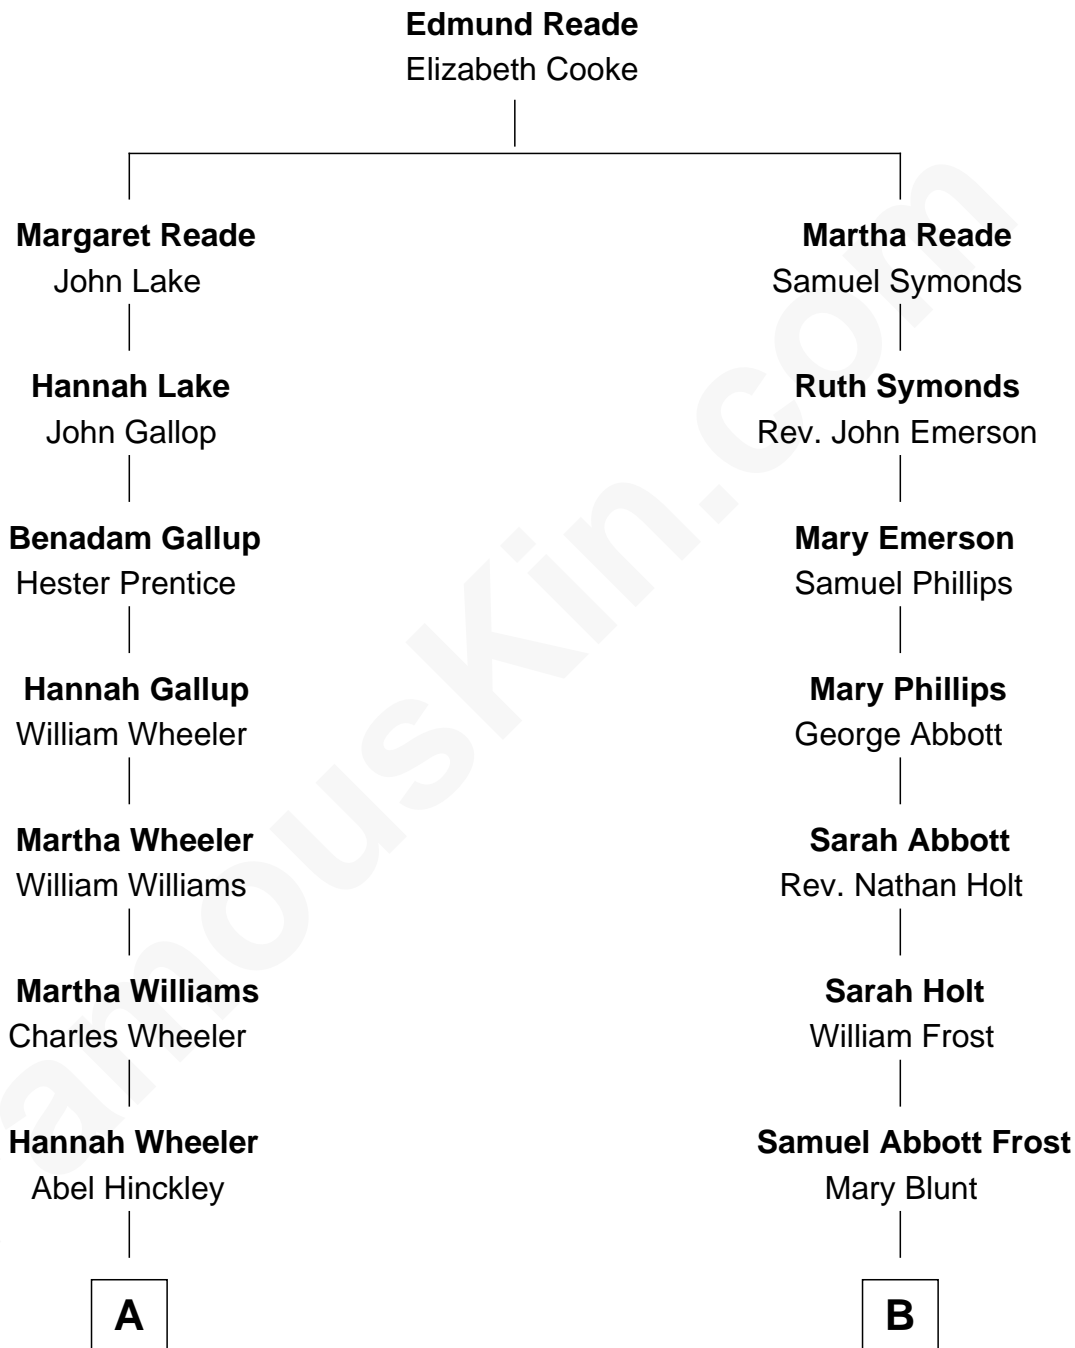 Edmund Reade
Elizabeth Cooke
Margaret Reade
John Lake
Martha Reade
Samuel Symonds
Hannah Lake
John Gallop
Ruth Symonds
Rev. John Emerson
Benadam Gallup
Hester Prentice
Mary Emerson
Samuel Phillips
Hannah Gallup
William Wheeler
Mary Phillips
George Abbott
Martha Wheeler
William Williams
Sarah Abbott
Rev. Nathan Holt
Martha Williams
Charles Wheeler
Sarah Holt
William Frost
Hannah Wheeler
Abel Hinckley
Samuel Abbott Frost
Mary Blunt
A
B
amouskin.com